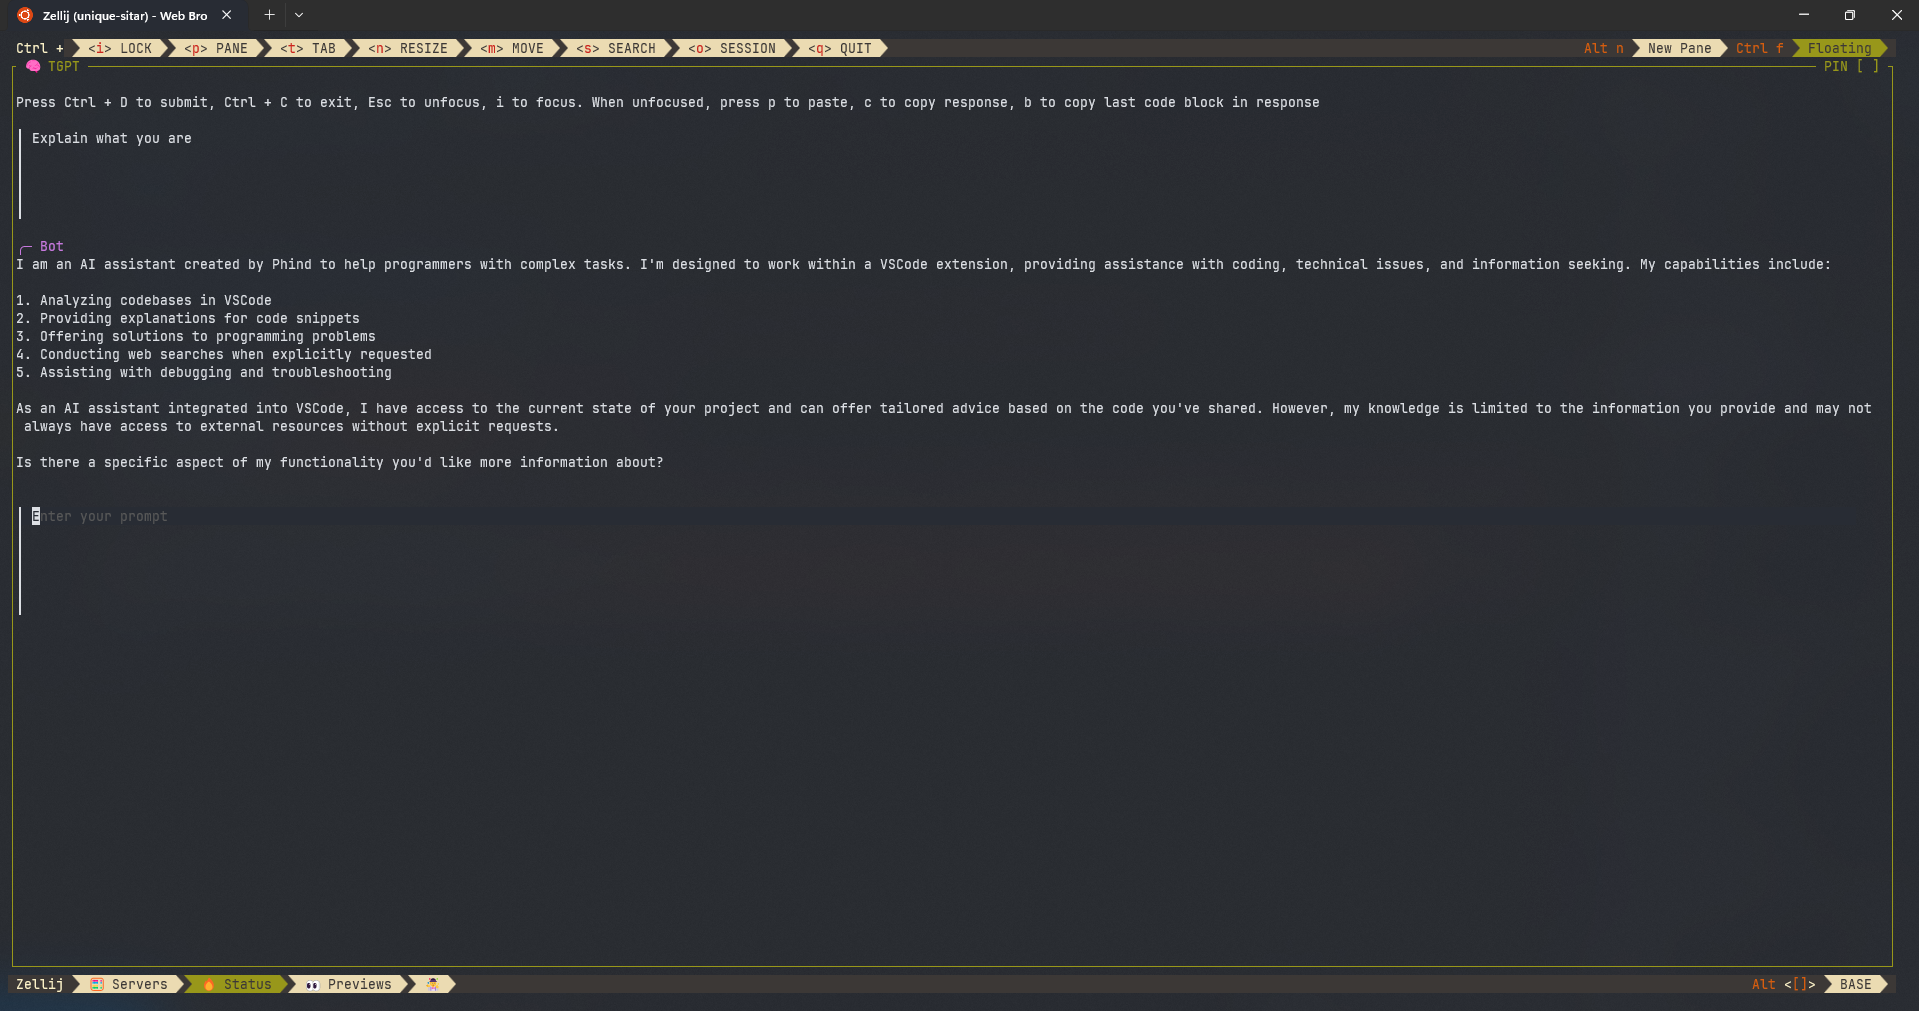 Zellij (unique-sitar) - Web Bro
Ctrl + <i> LOCK <p> PANE <t> TAB <n> RESIZE <m> MOVE <s> SEARCH <o> SESSION <q> QUIT Alt n New Pane Ctrl f Floating
🧠 TGPT PIN [ ]
Press Ctrl + D to submit, Ctrl + C to exit, Esc to unfocus, i to focus. When unfocused, press p to paste, c to copy response, b to copy last code block in response
Explain what you are
Bot
I am an AI assistant created by Phind to help programmers with complex tasks. I'm designed to work within a VSCode extension, providing assistance with coding, technical issues, and information seeking. My capabilities include:
1. Analyzing codebases in VSCode
2. Providing explanations for code snippets
3. Offering solutions to programming problems
4. Conducting web searches when explicitly requested
5. Assisting with debugging and troubleshooting
As an AI assistant integrated into VSCode, I have access to the current state of your project and can offer tailored advice based on the code you've shared. However, my knowledge is limited to the information you provide and may not
always have access to external resources without explicit requests.
Is there a specific aspect of my functionality you'd like more information about?
Enter your prompt
Zellij Servers 🔥 Status 👀 Previews Alt <[]> BASE